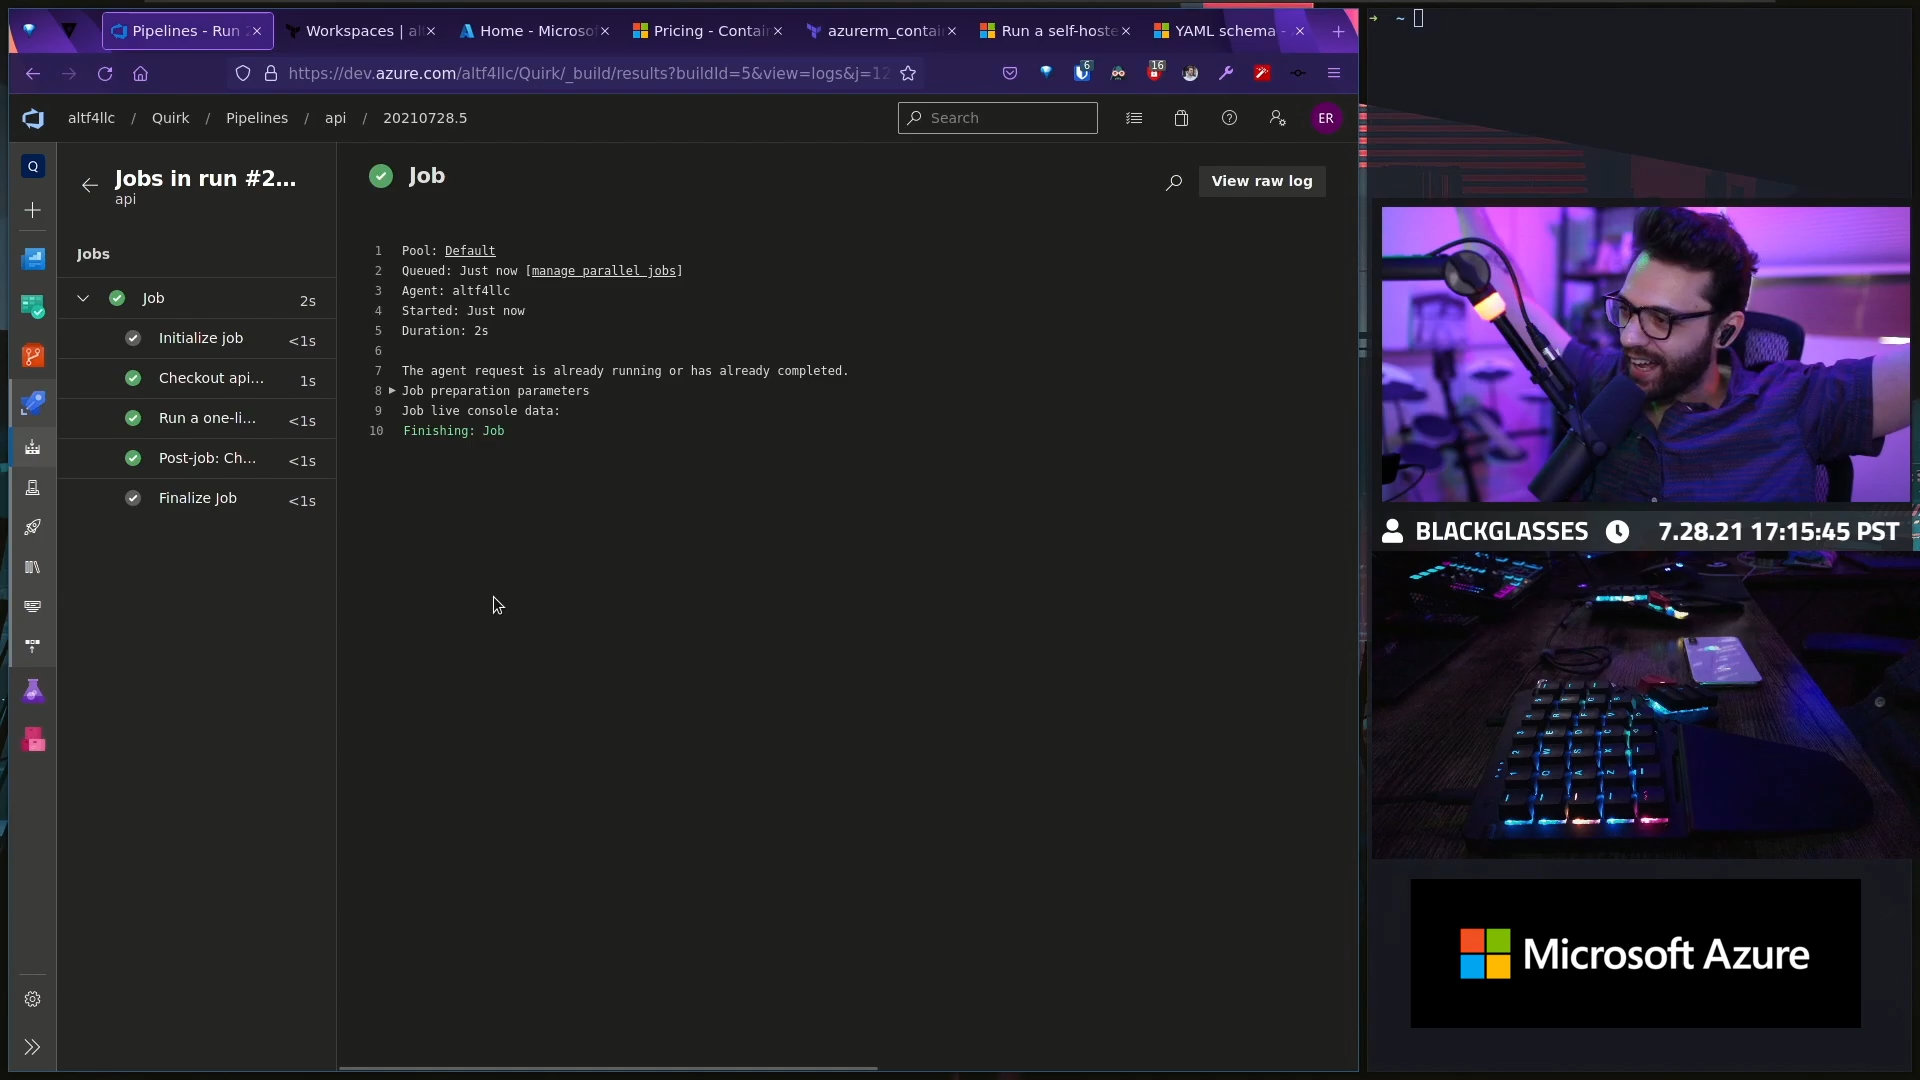 Pipelines - Run 2
Workspaces | alt
Home - Microsof
Pricing - Contain
azurerm_contai
Run a self-hoste
YAML schema -
https://dev.azure.com/altf4llc/Quirk/_build/results?buildId=5&view=logs&j=12
6
16
altf4llc / Quirk / Pipelines / api / 20210728.5
Search
ER
Q
Jobs in run #2...
api
Jobs
Job 2s
Initialize job <1s
Checkout api... 1s
Run a one-li... <1s
Post-job: Ch... <1s
Finalize Job <1s
Job
View raw log
1 Pool: Default
2 Queued: Just now [manage parallel jobs]
3 Agent: altf4llc
4 Started: Just now
5 Duration: 2s
6
7 The agent request is already running or has already completed.
8 Job preparation parameters
9 Job live console data:
10 Finishing: Job
~
BLACKGLASSES 7.28.21 17:15:45 PST
Microsoft Azure